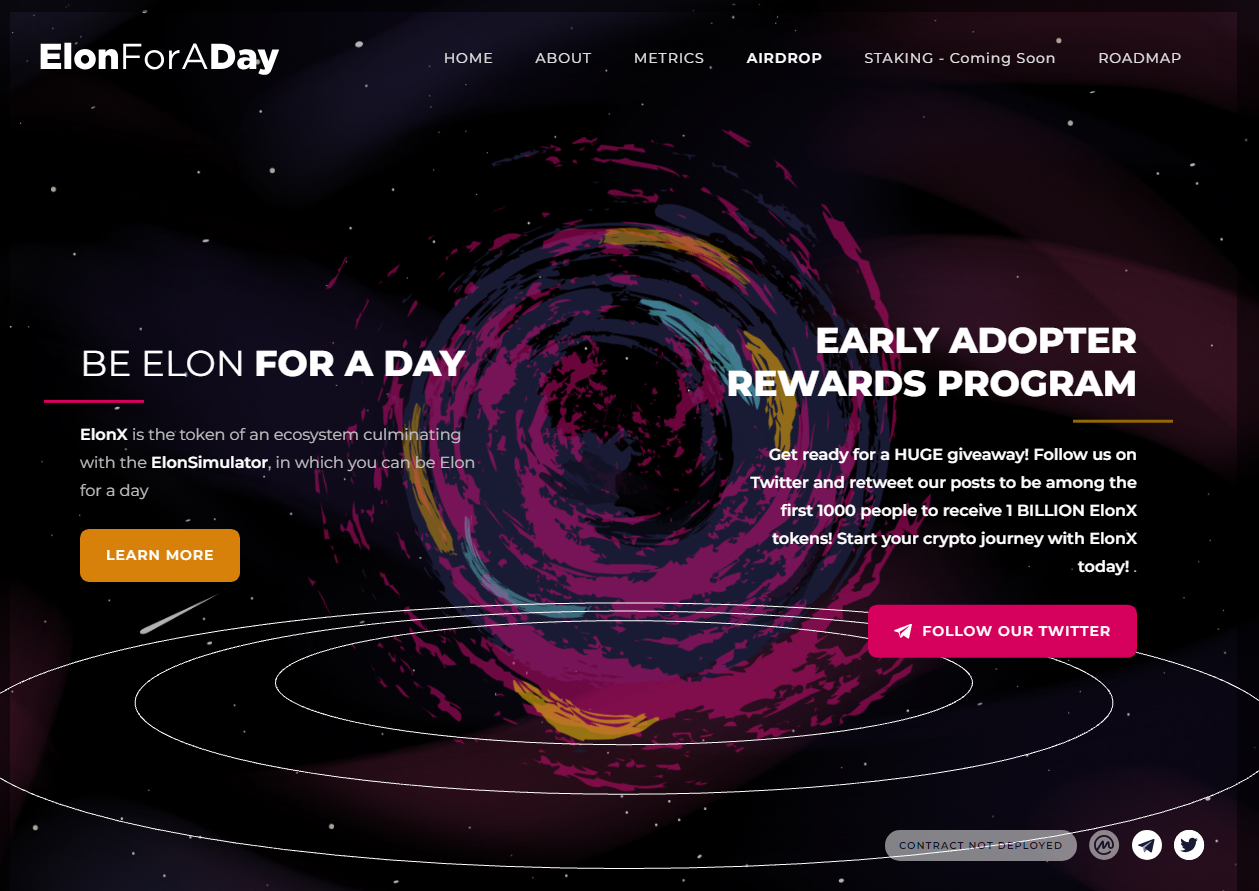 ElonForADay
HOME ABOUT METRICS AIRDROP STAKING - Coming Soon ROADMAP
BE ELON FOR A DAY
ElonX is the token of an ecosystem culminating
with the ElonSimulator, in which you can be Elon
for a day
LEARN MORE
EARLY ADOPTER
REWARDS PROGRAM
Get ready for a HUGE giveaway! Follow us on
Twitter and retweet our posts to be among the
first 1000 people to receive 1 BILLION ElonX
tokens! Start your crypto journey with ElonX
today! .
FOLLOW OUR TWITTER
CONTRACT NOT DEPLOYED